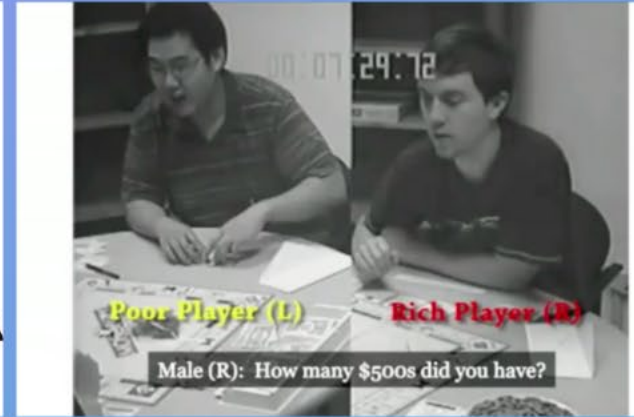 00:07:29:72
Poor Player (L)
Rich Player (R)
Male (R): How many $500s did you have?